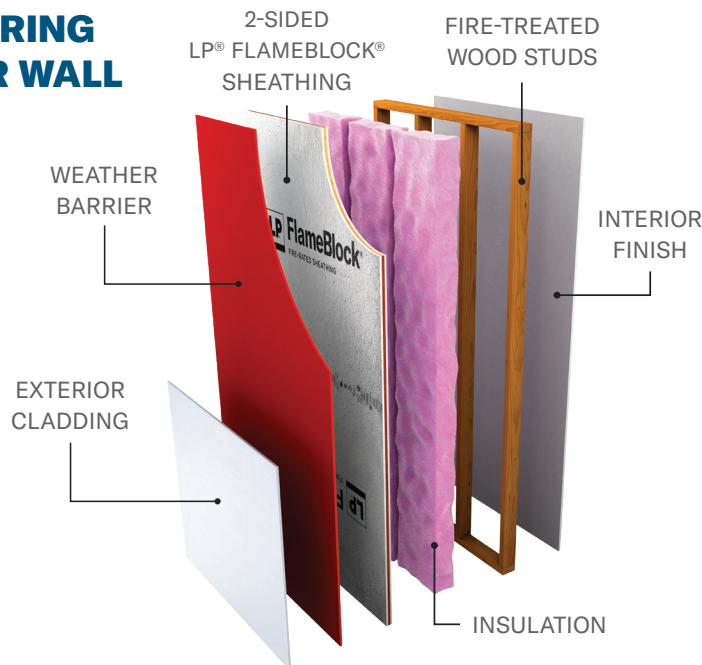 RING
R WALL
2-SIDED
LP® FLAMEBLOCK®
SHEATHING
FIRE-TREATED
WOOD STUDS
WEATHER
BARRIER
INTERIOR
FINISH
LP FlameBlock®
FIRE-RATED SHEATHING
EXTERIOR
CLADDING
LP F
INSULATION